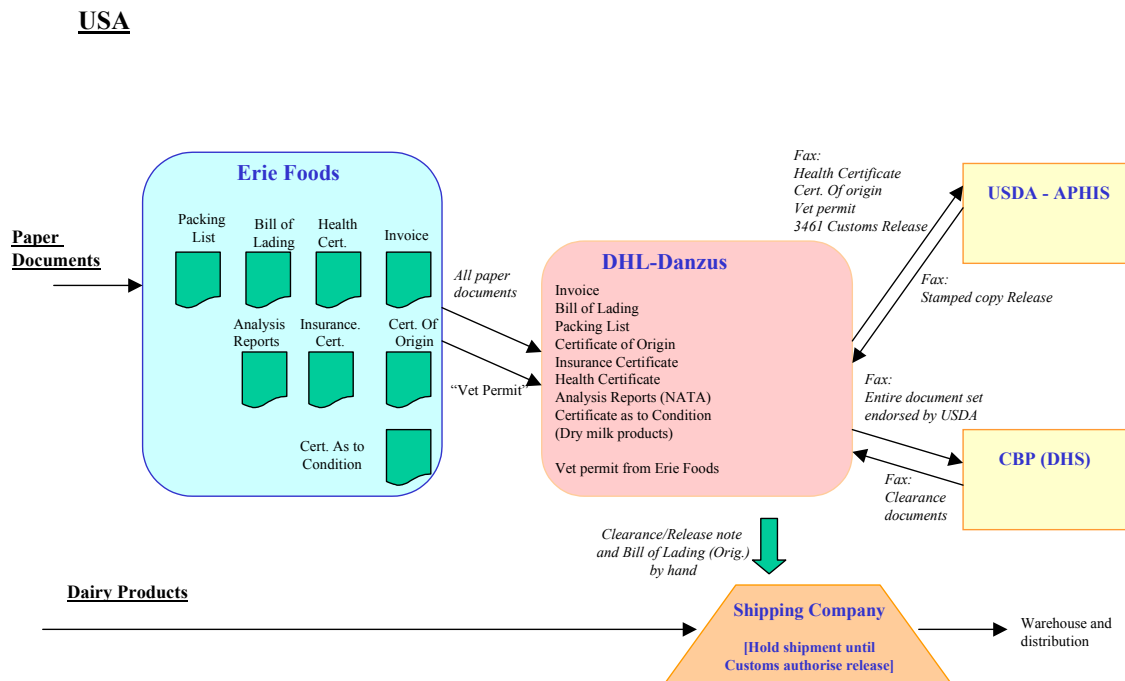 USA
Paper
Documents
Erie Foods
Packing
List
Bill of
Lading
Health
Cert.
Invoice
Analysis
Reports
Insurance.
Cert.
Cert. Of
Origin
Cert. As to
Condition
All paper
documents
“Vet Permit”
DHL-Danzus
Invoice
Bill of Lading
Packing List
Certificate of Origin
Insurance Certificate
Health Certificate
Analysis Reports (NATA)
Certificate as to Condition
(Dry milk products)
Vet permit from Erie Foods
Fax:
Health Certificate
Cert. Of origin
Vet permit
3461 Customs Release
USDA - APHIS
Fax:
Stamped copy Release
Fax:
Entire document set
endorsed by USDA
CBP (DHS)
Fax:
Clearance
documents
Clearance/Release note
and Bill of Lading (Orig.)
by hand
Dairy Products
Shipping Company
[Hold shipment until
Customs authorise release]
Warehouse and
distribution